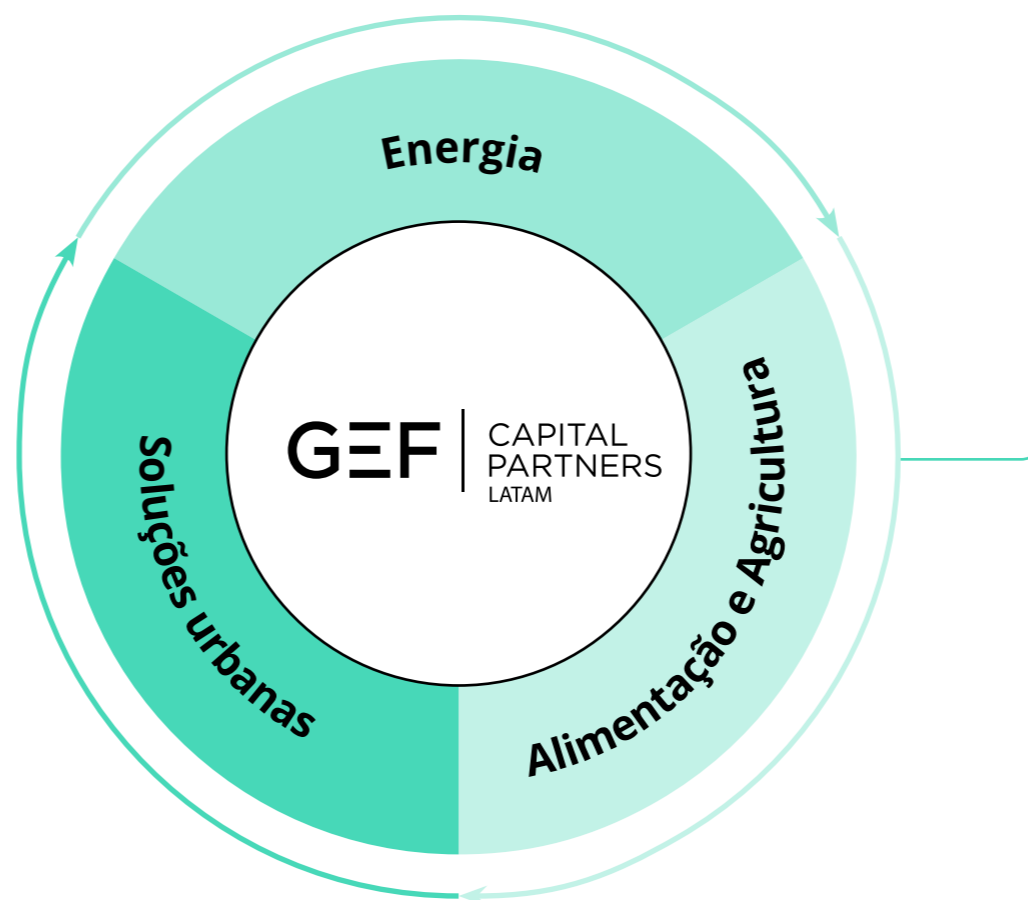 Energia
Soluções urbanas
GEF
CAPITAL
PARTNERS
LATAM
Alimentação e Agricultura